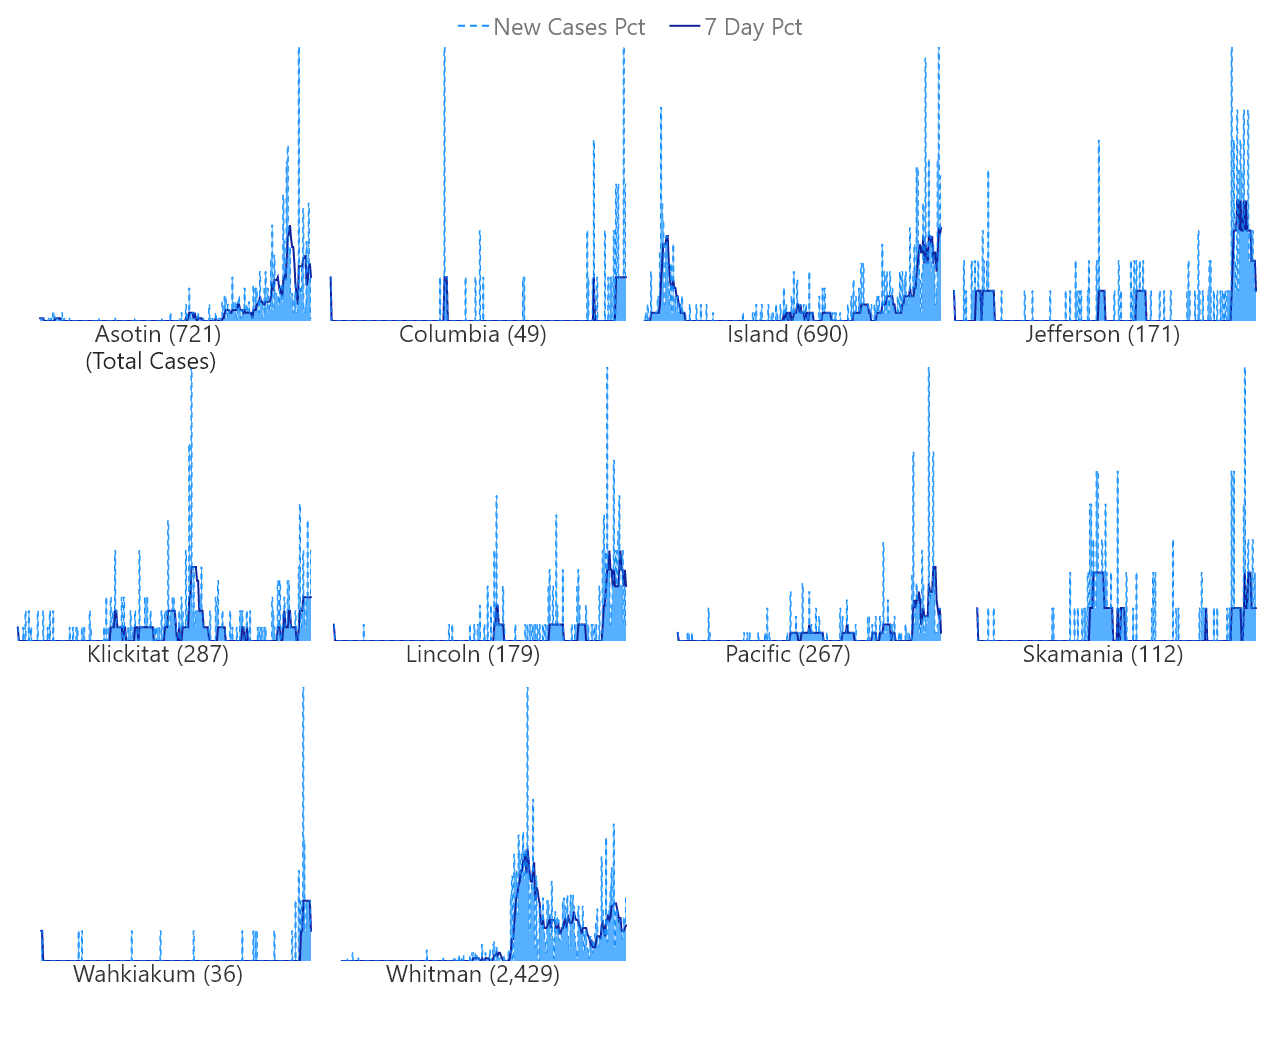 New Cases Pct 7 Day Pct
Asotin (721)
(Total Cases)
Columbia (49)
Island (690)
Jefferson (171)
Klickitat (287)
Lincoln (179)
Pacific (267)
Skamania (112)
Wahkiakum (36)
Whitman (2,429)